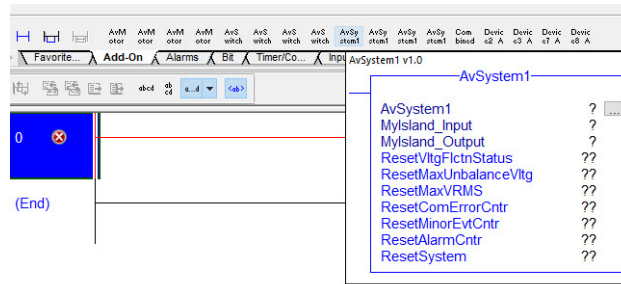 AvM otor AvM otor AvM otor AvM otor AvS witch AvS witch AvS witch AvS witch AvSy stem1 AvSy stem1 AvSy stem1 AvSy stem1 Com bined Devic e2 A Devic e3 A Devic e7 A Devic e8 A
Favorite... Add-On Alarms Bit Timer/Co... Inpu
AvSystem1 v1.0
abcd ab cd a...d <ab>
AvSystem1
0
AvSystem1 ? ...
MyIsland_Input ?
MyIsland_Output ?
ResetVltgFlctnStatus ??
ResetMaxUnbalanceVltg ??
ResetMaxVRMS ??
(End)
ResetComErrorCntr ??
ResetMinorEvtCntr ??
ResetAlarmCntr ??
ResetSystem ??